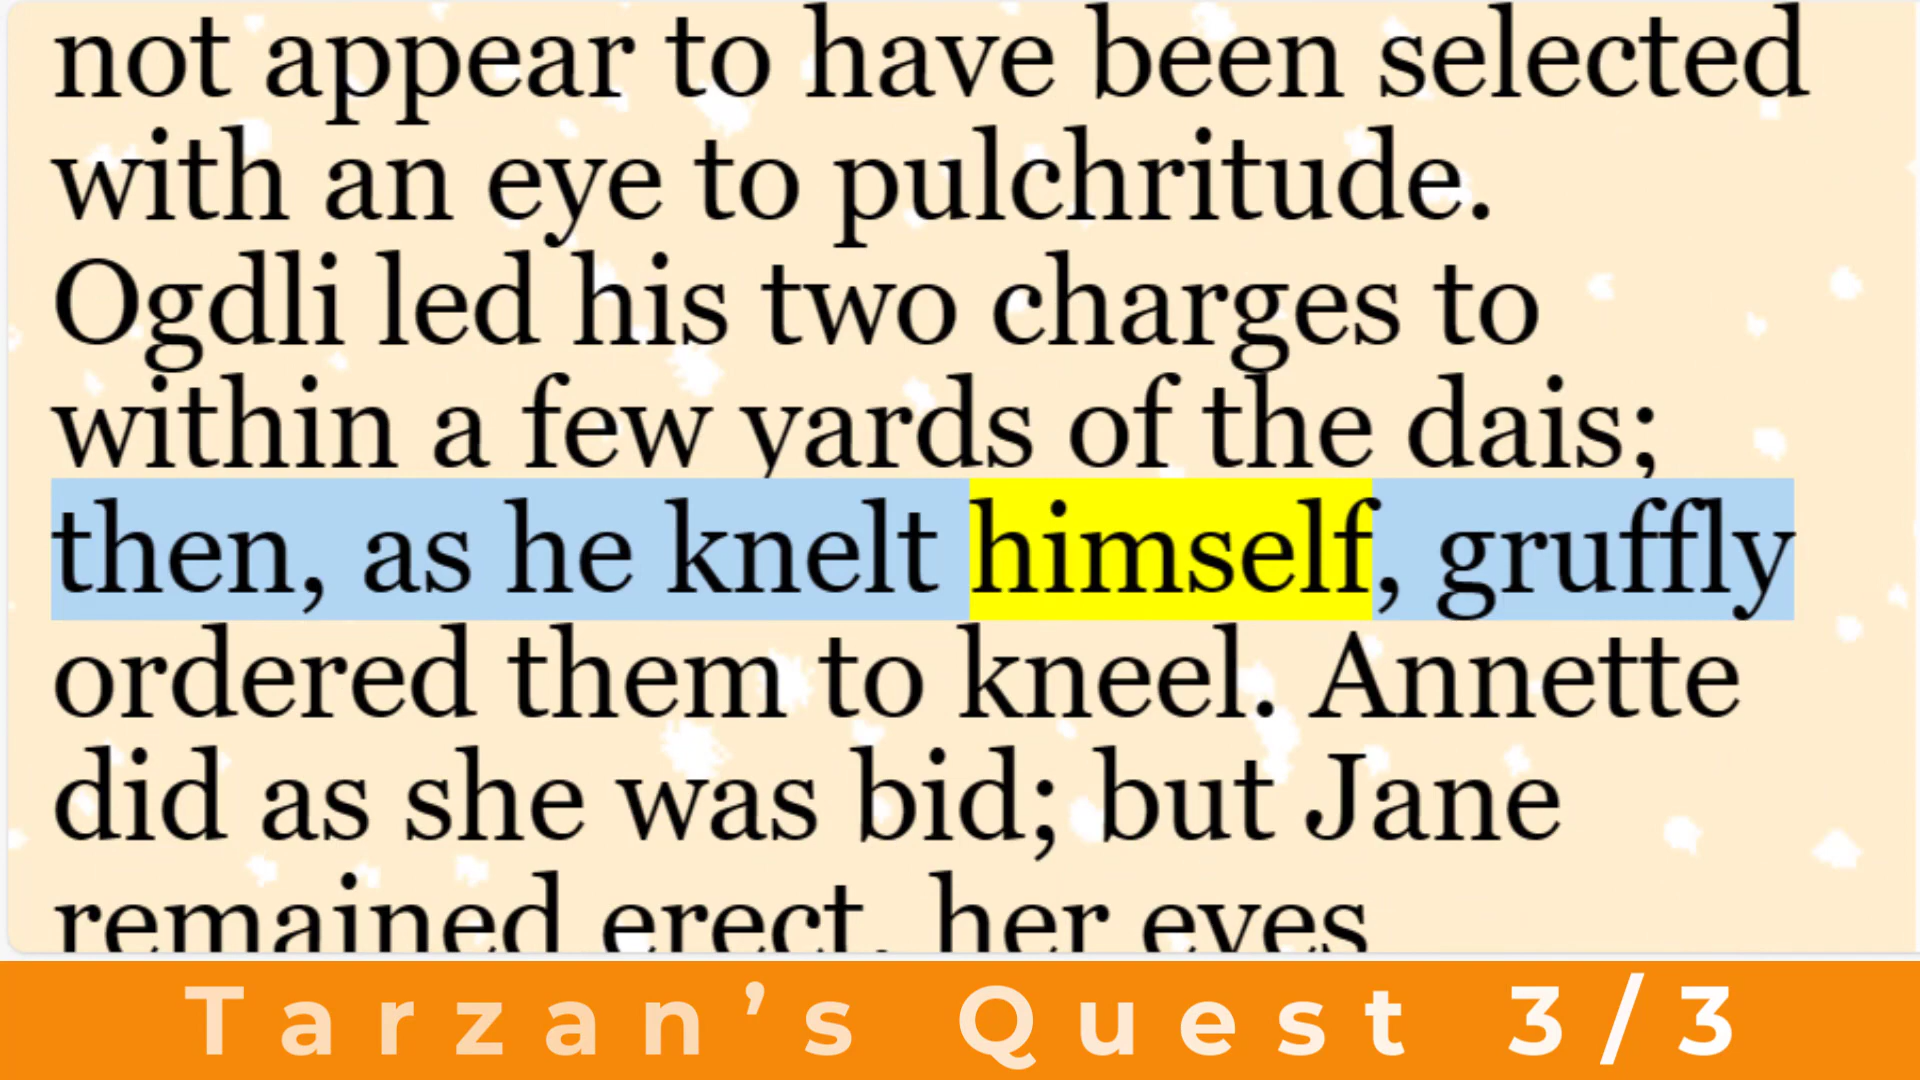 not appear to have been selected
with an eye to pulchritude.
Ogdli led his two charges to
within a few yards of the dais;
then, as he knelt himself, gruffly
ordered them to kneel. Annette
did as she was bid; but Jane
remained erect, her eyes
Tarzan’s Quest 3/3